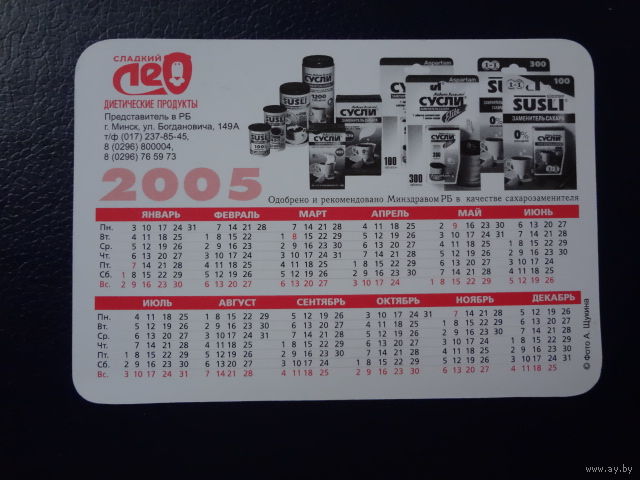 СЛАДКИЙ
ЛЕО
ДИЕТИЧЕСКИЕ ПРОДУКТЫ
Представитель в РБ
г. Минск, ул. Богдановича, 149А
т/ф (017) 237-85-45,
8 (0296) 800004,
8 (0296) 76 59 73
2005
Aspartam
Aspartam
300
100
СУСЛИ
СУСЛИ
SUSLI
SUSLI
SUSLI
ЗАМЕНИТЕЛЬ САХАРА
СУСЛИ
1200
0%
0%
100
300
Одобрено и рекомендовано Минздравом РБ в качестве сахарозаменителя
ЯНВАРЬ ФЕВРАЛЬ МАРТ АПРЕЛЬ МАЙ ИЮНЬ
Пн. 3 10 17 24 31 7 14 21 28 7 14 21 28 4 11 18 25 2 9 16 23 30 6 13 20 27
Вт. 4 11 18 25 1 8 15 22 1 8 15 22 29 5 12 19 26 3 10 17 24 31 7 14 21 28
Ср. 5 12 19 26 2 9 16 23 2 9 16 23 30 6 13 20 27 4 11 18 25 1 8 15 22 29
Чт. 6 13 20 27 3 10 17 24 3 10 17 24 31 7 14 21 28 5 12 19 26 2 9 16 23 30
Пт. 7 14 21 28 4 11 18 25 4 11 18 25 1 8 15 22 29 6 13 20 27 3 10 17 24
Сб. 1 8 15 22 29 5 12 19 26 5 12 19 26 2 9 16 23 30 7 14 21 28 4 11 18 25
Вс. 2 9 16 23 30 6 13 20 27 6 13 20 27 3 10 17 24 1 8 15 22 29 5 12 19 26
ИЮЛЬ АВГУСТ СЕНТЯБРЬ ОКТЯБРЬ НОЯБРЬ ДЕКАБРЬ
Пн. 4 11 18 25 1 8 15 22 29 5 12 19 26 3 10 17 24 31 7 14 21 28 5 12 19 26
Вт. 5 12 19 26 2 9 16 23 30 6 13 20 27 4 11 18 25 1 8 15 22 29 6 13 20 27
Ср. 6 13 20 27 3 10 17 24 31 7 14 21 28 5 12 19 26 2 9 16 23 30 7 14 21 28
Чт. 7 14 21 28 4 11 18 25 1 8 15 22 29 6 13 20 27 3 10 17 24 1 8 15 22 29
Пт. 1 8 15 22 29 5 12 19 26 2 9 16 23 30 7 14 21 28 4 11 18 25 2 9 16 23 30
Сб. 2 9 16 23 30 6 13 20 27 3 10 17 24 1 8 15 22 29 5 12 19 26 3 10 17 24 31
Вс. 3 10 17 24 31 7 14 21 28 4 11 18 25 2 9 16 23 30 6 13 20 27 4 11 18 25
© Фото А. Щукина
www.ay.by